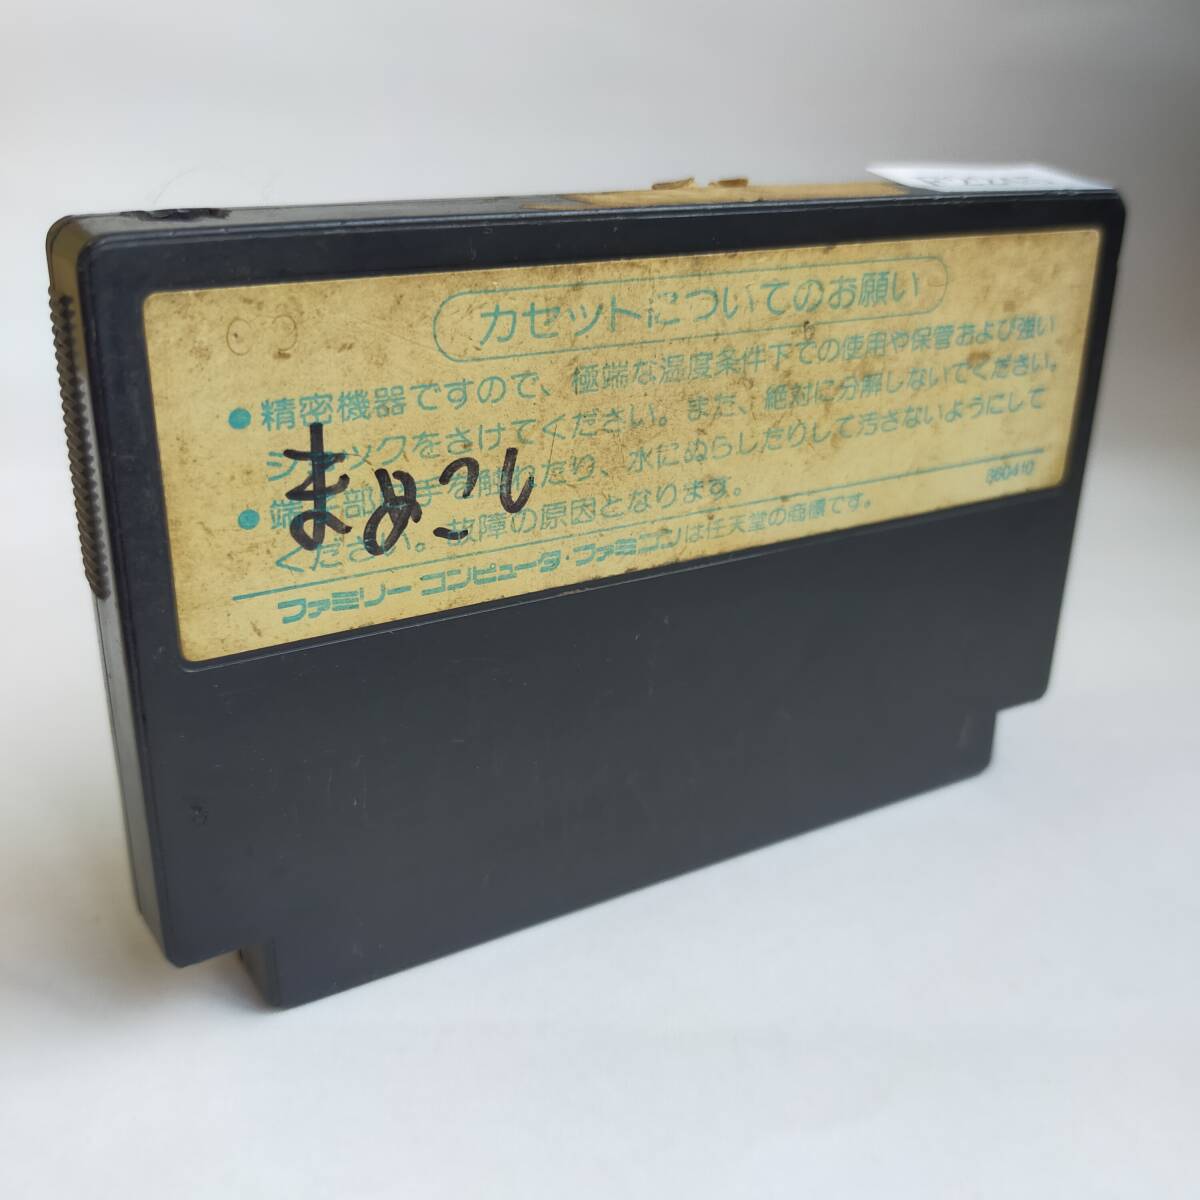 カセットについてのお願い
●精密機器ですので、極端な温度条件下での使用や保管および強い
ショックをさけてください。また、絶対に分解しないでください。
●端子部に手を触れたり、水にぬらしたりして汚さないようにして
ください。故障の原因となります。
360410
ファミリーコンピュータ・ファミコンは任天堂の商標です。
まめこし